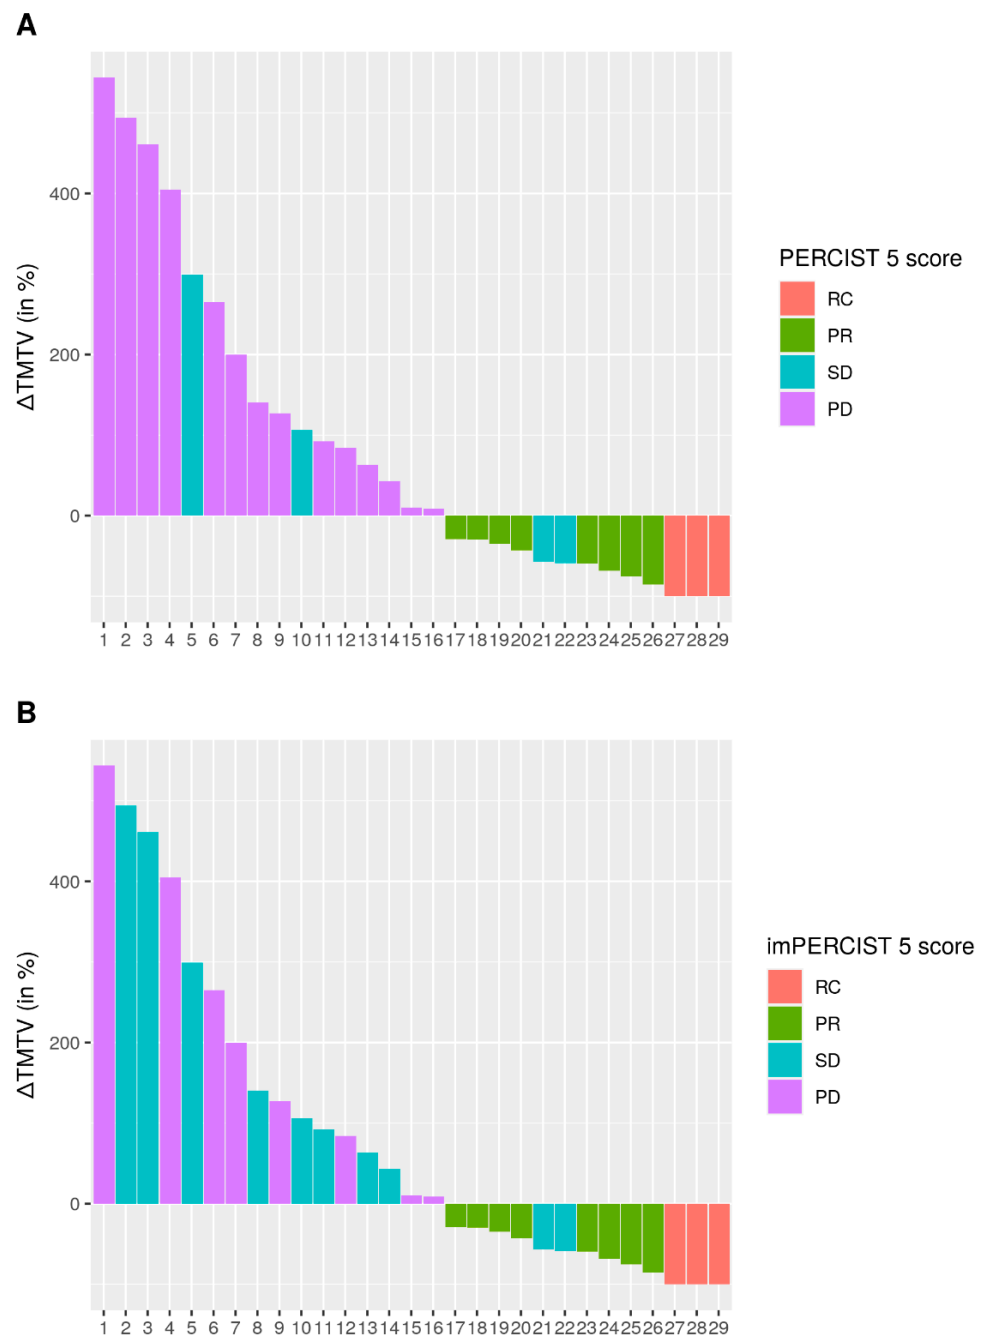 A
ΔTMTV (in %)
400
200
0
1 2 3 4 5 6 7 8 9 10 11 12 13 14 15 16 17 18 19 20 21 22 23 24 25 26 27 28 29
PERCIST 5 score
RC
PR
SD
PD
B
ΔTMTV (in %)
400
200
0
1 2 3 4 5 6 7 8 9 10 11 12 13 14 15 16 17 18 19 20 21 22 23 24 25 26 27 28 29
imPERCIST 5 score
RC
PR
SD
PD